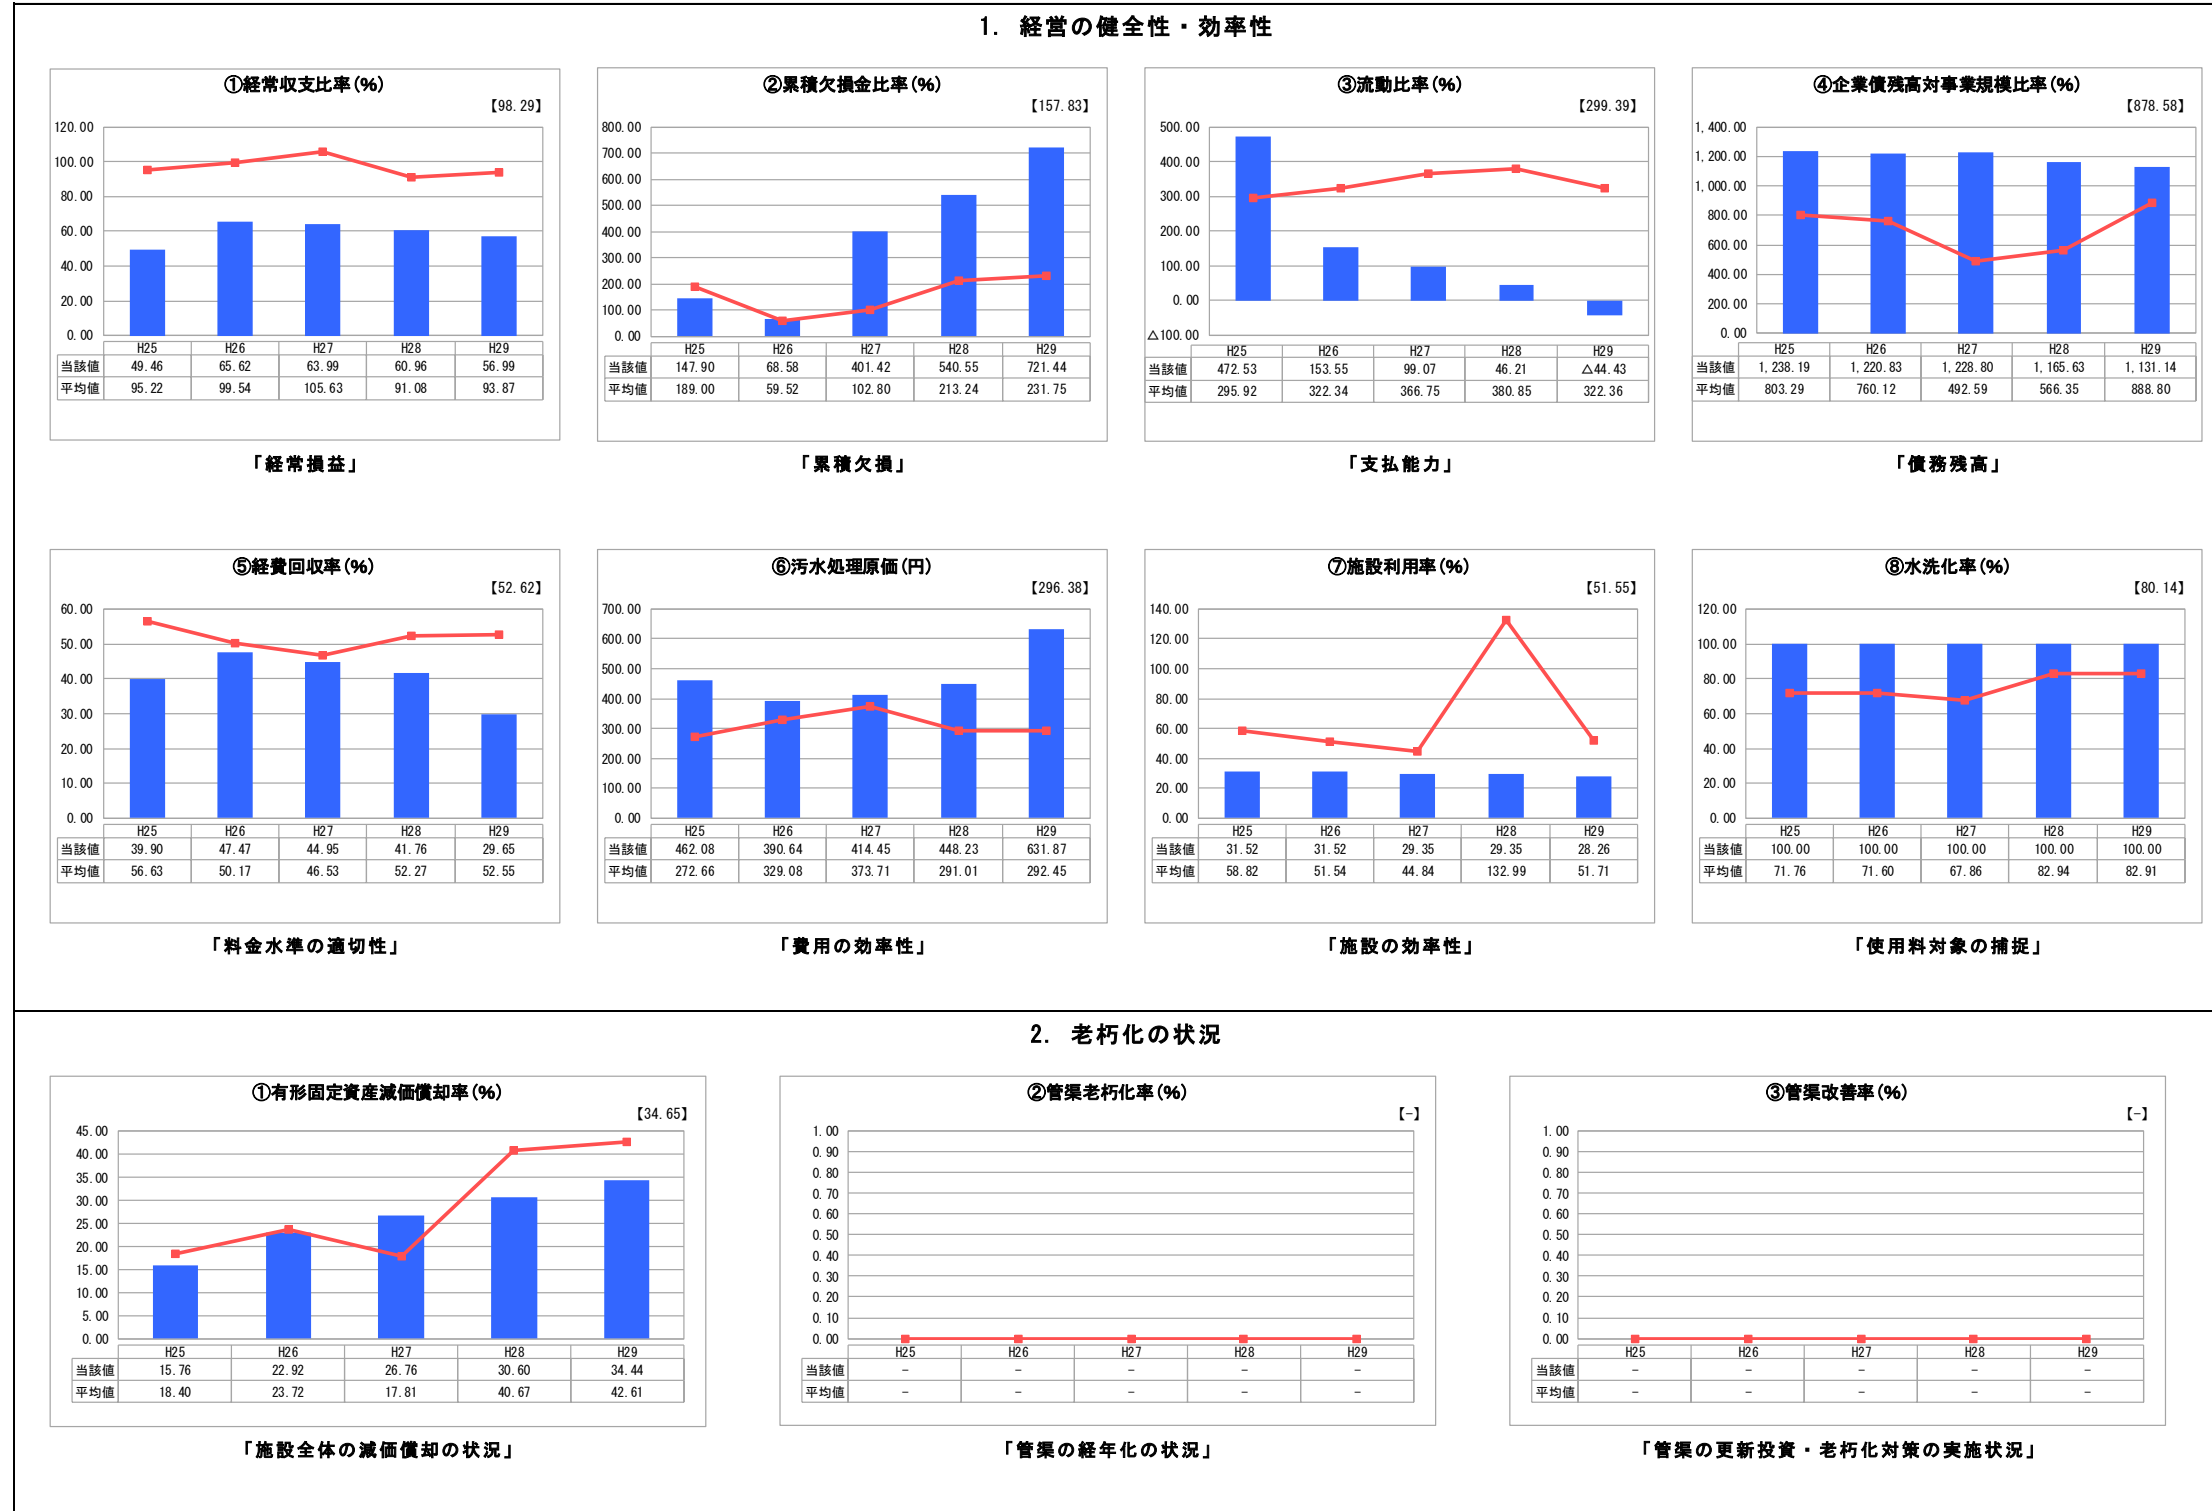 1. 経営の健全性・効率性
①経常収支比率(%)
【98.29】
120.00
100.00
80.00
60.00
40.00
20.00
0.00
H25 H26 H27 H28 H29
当該値 49.46 65.62 63.99 60.96 56.99
平均値 95.22 99.54 105.63 91.08 93.87
「経常損益」
②累積欠損金比率(%)
【157.83】
800.00
700.00
600.00
500.00
400.00
300.00
200.00
100.00
0.00
H25 H26 H27 H28 H29
当該値 147.90 68.58 401.42 540.55 721.44
平均値 189.00 59.52 102.80 213.24 231.75
「累積欠損」
③流動比率(%)
【299.39】
500.00
400.00
300.00
200.00
100.00
0.00
△100.00
H25 H26 H27 H28 H29
当該値 472.53 153.55 99.07 46.21 △44.43
平均値 295.92 322.34 366.75 380.85 322.36
「支払能力」
④企業債残高対事業規模比率(%)
【878.58】
1,400.00
1,200.00
1,000.00
800.00
600.00
400.00
200.00
0.00
H25 H26 H27 H28 H29
当該値 1,238.19 1,220.83 1,228.80 1,165.63 1,131.14
平均値 803.29 760.12 492.59 566.35 888.80
「債務残高」
⑤経費回収率(%)
【52.62】
60.00
50.00
40.00
30.00
20.00
10.00
0.00
H25 H26 H27 H28 H29
当該値 39.90 47.47 44.95 41.76 29.65
平均値 56.63 50.17 46.53 52.27 52.55
「料金水準の適切性」
⑥汚水処理原価(円)
【296.38】
700.00
600.00
500.00
400.00
300.00
200.00
100.00
0.00
H25 H26 H27 H28 H29
当該値 462.08 390.64 414.45 448.23 631.87
平均値 272.66 329.08 373.71 291.01 292.45
「費用の効率性」
⑦施設利用率(%)
【51.55】
140.00
120.00
100.00
80.00
60.00
40.00
20.00
0.00
H25 H26 H27 H28 H29
当該値 31.52 31.52 29.35 29.35 28.26
平均値 58.82 51.54 44.84 132.99 51.71
「施設の効率性」
⑧水洗化率(%)
【80.14】
120.00
100.00
80.00
60.00
40.00
20.00
0.00
H25 H26 H27 H28 H29
当該値 100.00 100.00 100.00 100.00 100.00
平均値 71.76 71.60 67.86 82.94 82.91
「使用料対象の捕捉」
2. 老朽化の状況
①有形固定資産減価償却率(%)
【34.65】
45.00
40.00
35.00
30.00
25.00
20.00
15.00
10.00
5.00
0.00
H25 H26 H27 H28 H29
当該値 15.76 22.92 26.76 30.60 34.44
平均値 18.40 23.72 17.81 40.67 42.61
「施設全体の減価償却の状況」
②管渠老朽化率(%)
【-】
1.00
0.90
0.80
0.70
0.60
0.50
0.40
0.30
0.20
0.10
0.00
H25 H26 H27 H28 H29
当該値 - - - - -
平均値 - - - - -
「管渠の経年化の状況」
③管渠改善率(%)
【-】
1.00
0.90
0.80
0.70
0.60
0.50
0.40
0.30
0.20
0.10
0.00
H25 H26 H27 H28 H29
当該値 - - - - -
平均値 - - - - -
「管渠の更新投資・老朽化対策の実施状況」